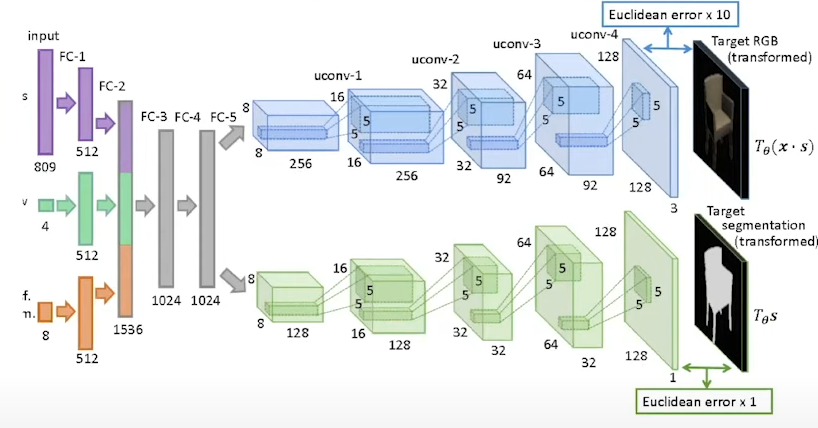 Euclidean error x 10
input
FC-1
FC-2
FC-3
FC-4
FC-5
s
809
512
v
4
512
f.
n.
8
512
1536
1024
1024
8
8
256
uconv-1
16
5
5
16
256
uconv-2
32
5
5
32
92
uconv-3
64
5
5
64
92
uconv-4
128
5
5
128
3
Target RGB
(transformed)
Tθ(x · s)
8
8
128
16
5
5
16
128
32
5
5
32
32
64
5
5
64
32
128
5
5
128
1
Target
segmentation
(transformed)
Tθs
Euclidean error x 1